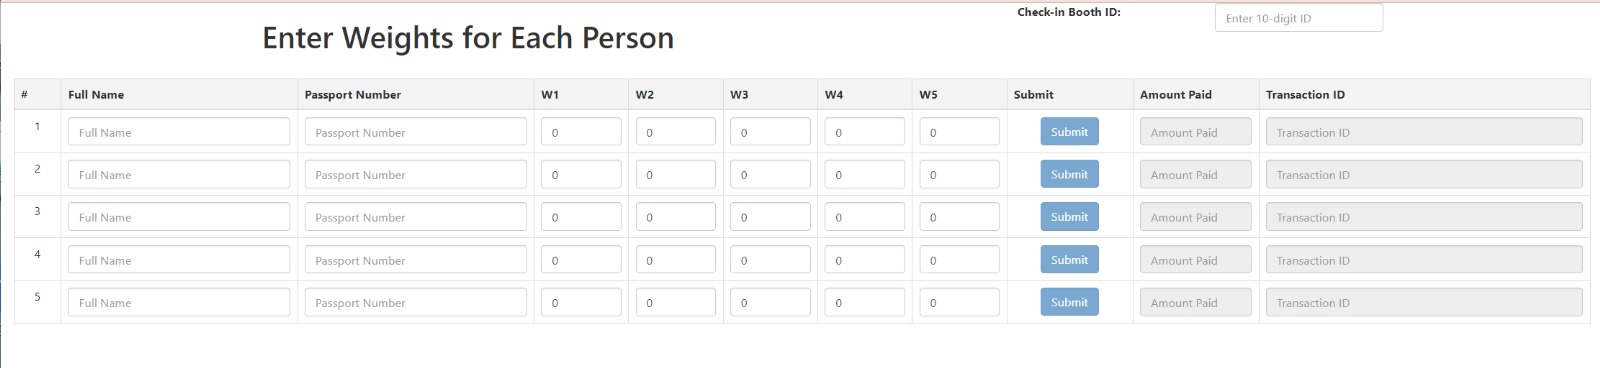 Check-in Booth ID: Enter 10-digit ID
Enter Weights for Each Person
# Full Name Passport Number W1 W2 W3 W4 W5 Submit Amount Paid Transaction ID
1 Full Name Passport Number 0 0 0 0 0 Submit Amount Paid Transaction ID
2 Full Name Passport Number 0 0 0 0 0 Submit Amount Paid Transaction ID
3 Full Name Passport Number 0 0 0 0 0 Submit Amount Paid Transaction ID
4 Full Name Passport Number 0 0 0 0 0 Submit Amount Paid Transaction ID
5 Full Name Passport Number 0 0 0 0 0 Submit Amount Paid Transaction ID